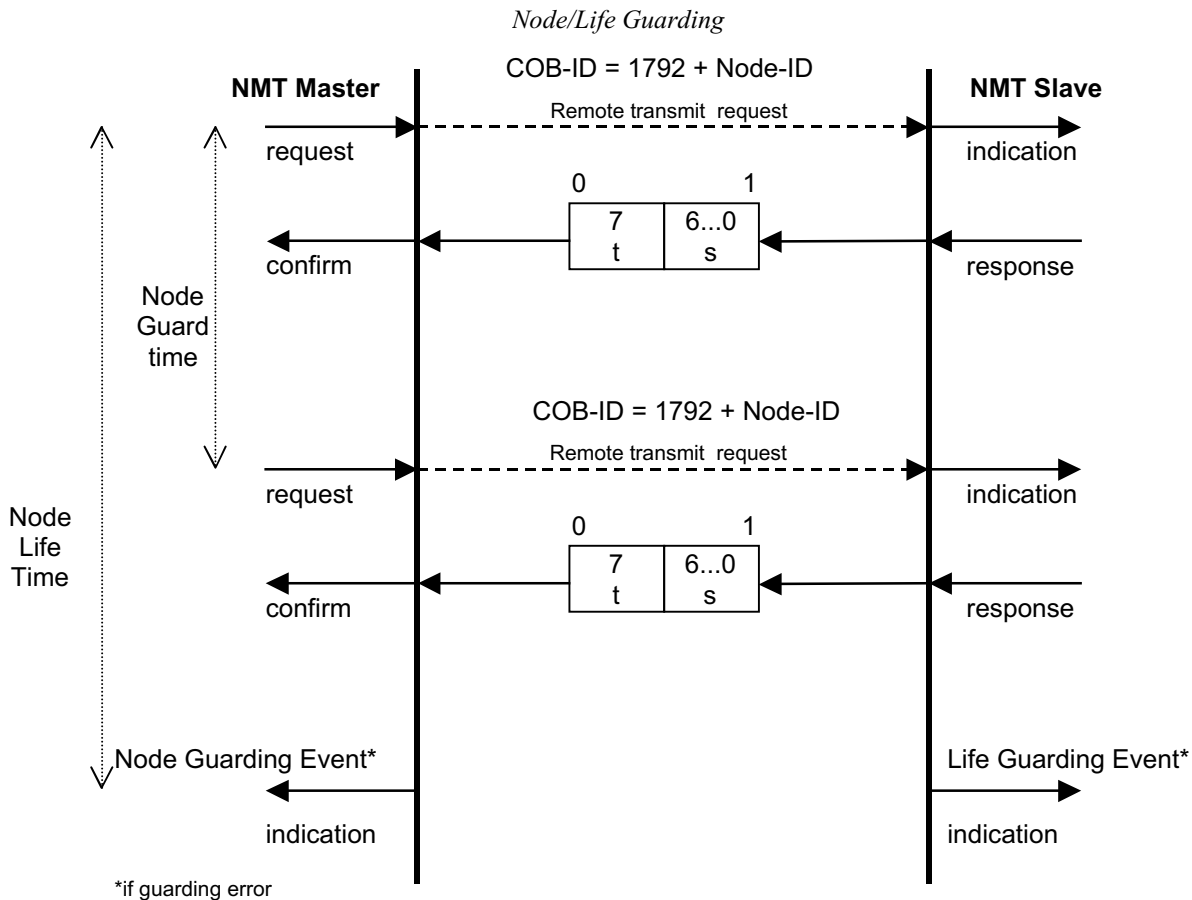 Node/Life Guarding
COB-ID = 1792 + Node-ID
NMT Master
NMT Slave
Remote transmit request
request
indication
0 1
7 6...0
t s
confirm
response
Node
Guard
time
COB-ID = 1792 + Node-ID
Remote transmit request
request
indication
Node
Life
Time
0 1
7 6...0
t s
confirm
response
Node Guarding Event*
Life Guarding Event*
indication
indication
*if guarding error